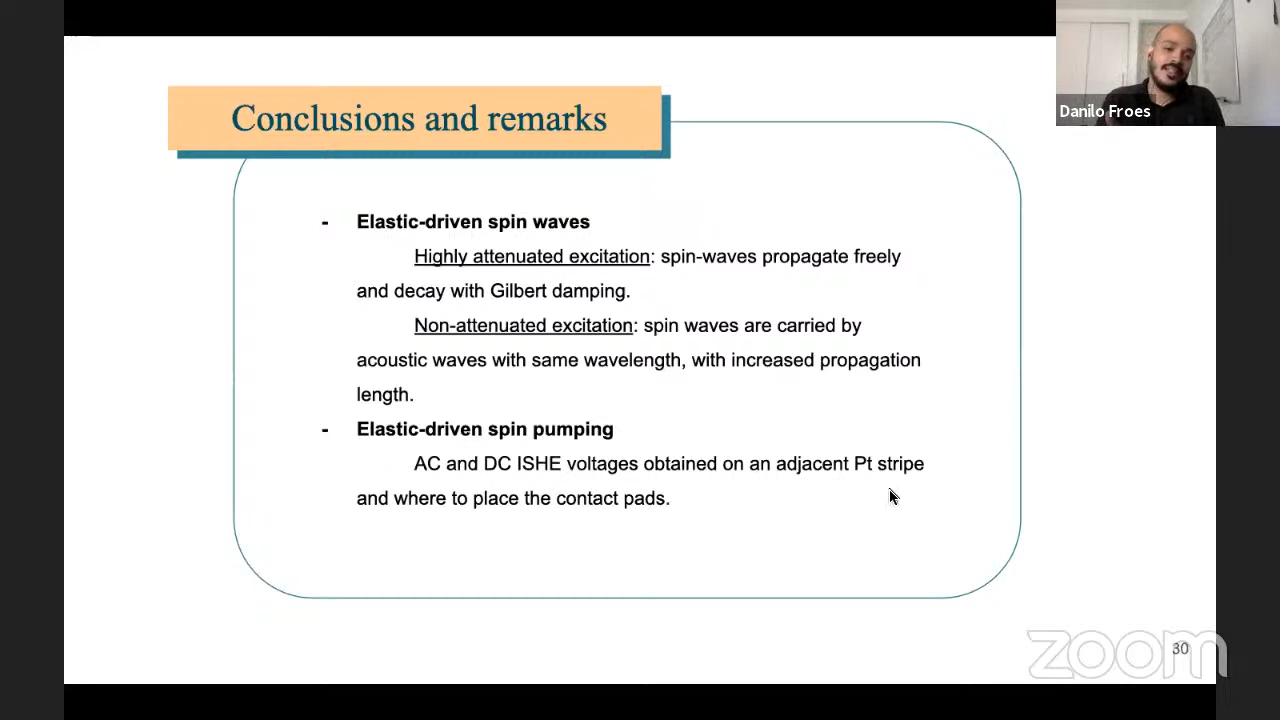 Danilo Froes
Conclusions and remarks
- Elastic-driven spin waves
Highly attenuated excitation: spin-waves propagate freely
and decay with Gilbert damping.
Non-attenuated excitation: spin waves are carried by
acoustic waves with same wavelength, with increased propagation
length.
- Elastic-driven spin pumping
AC and DC ISHE voltages obtained on an adjacent Pt stripe
and where to place the contact pads.
30
zoom